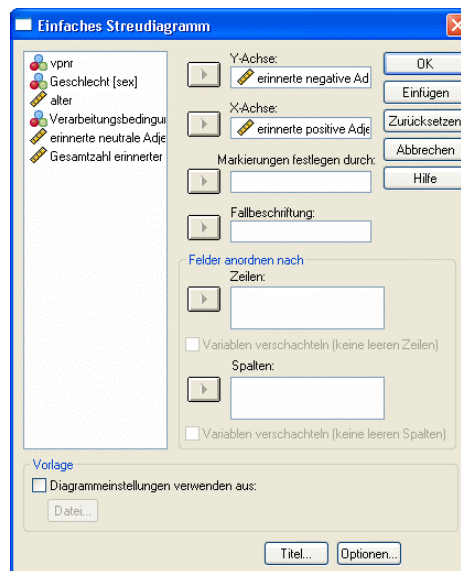 Einfaches Streudiagramm
vpnr
Geschlecht [sex]
alter
Verarbeitungsbedingu
erinnerte neutrale Adje
Gesamtzahl erinnerter
Y-Achse:
erinnerte negative Ad
X-Achse:
erinnerte positive Adje
Markierungen festlegen durch:
Fallbeschriftung:
Felder anordnen nach
Zeilen:
Variablen verschachteln (keine leeren Zeilen)
Spalten:
Variablen verschachteln (keine leeren Spalten)
OK
Einfügen
Zurücksetzen
Abbrechen
Hilfe
Vorlage
Diagrammeinstellungen verwenden aus:
Datei...
Titel...
Optionen...